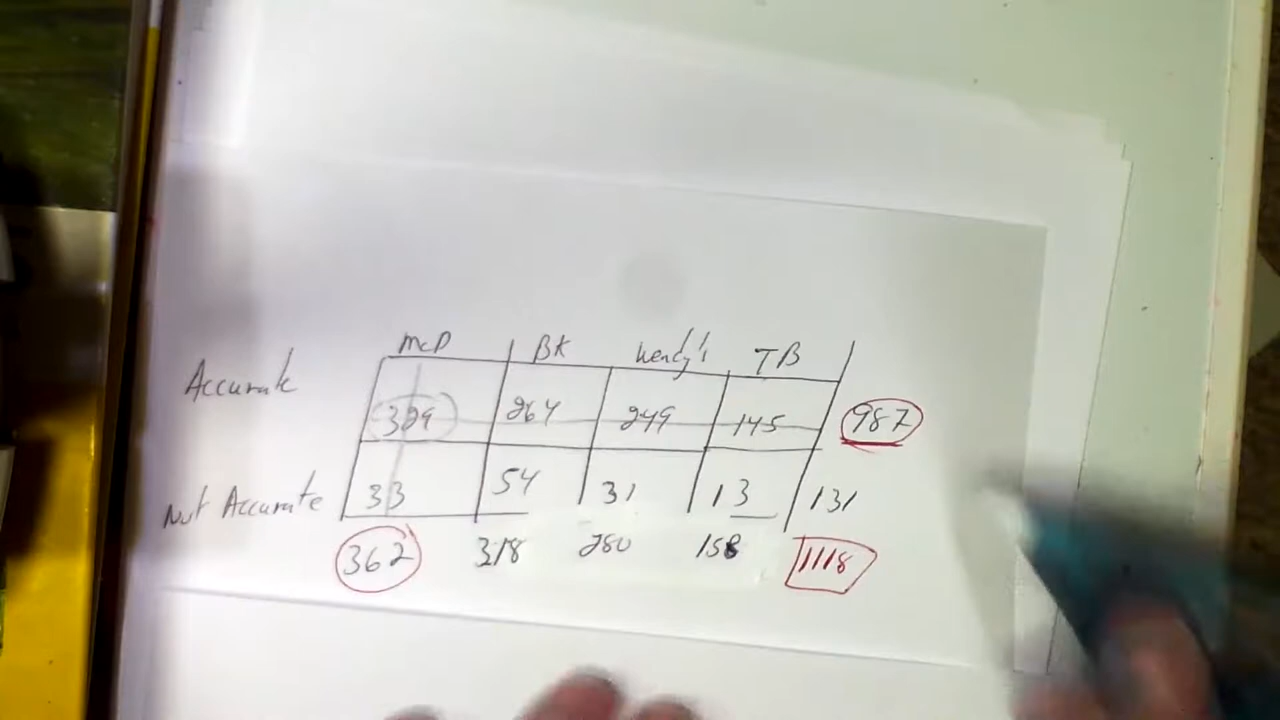 McD BK Wendy's TB
Accurate 329 264 249 145 987
Not Accurate 33 54 31 13 131
362 318 280 158 1118